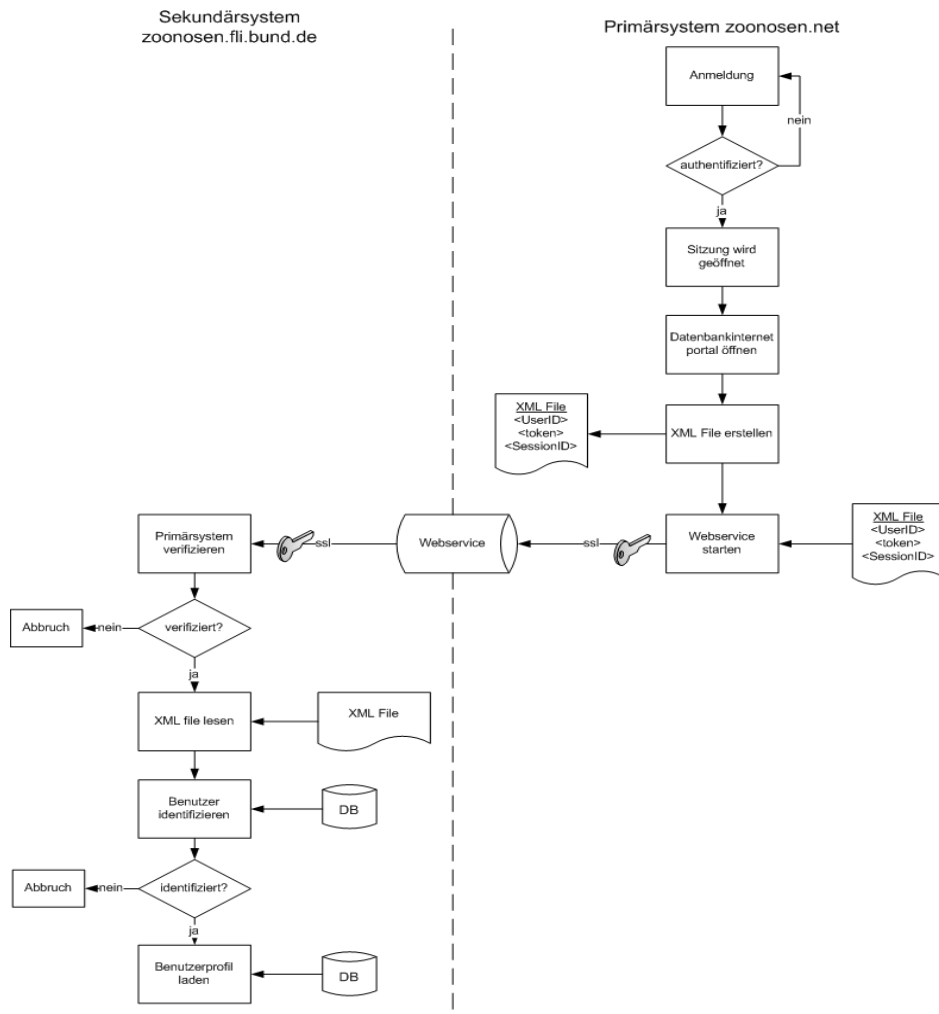 Sekundärsystem
zoonosen.fli.bund.de
Primärsystem zoonosen.net
Anmeldung
nein
authentifiziert?
ja
Sitzung wird
geöffnet
Datenbankinternet
portal öffnen
XML File
<UserID>
<token>
<SessionID>
XML File erstellen
Primärsystem
verifizieren
ssl
Webservice
ssl
Webservice
starten
XML File
<UserID>
<token>
<SessionID>
Abbruch
nein
verifiziert?
ja
XML file lesen
XML File
Benutzer
identifizieren
DB
Abbruch
nein
identifiziert?
ja
Benutzerprofil
laden
DB